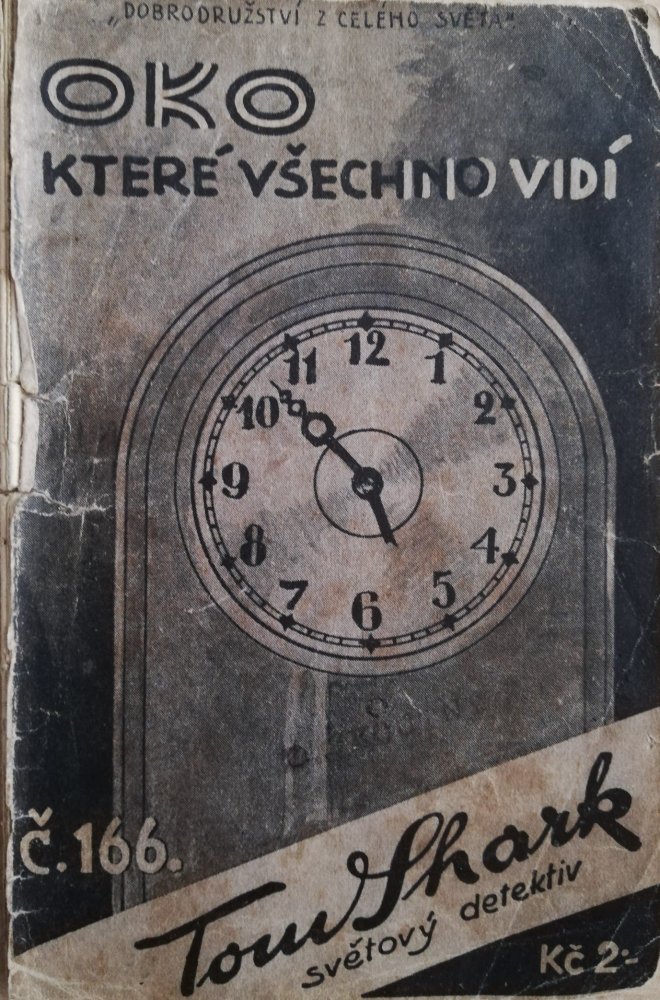 „DOBRODRUŽSTVÍ Z CELÉHO SVĚTA“
OKO
KTERÉ VŠECHNO VIDÍ
12
11 1
10 2
9 3
8 4
7 5
6
Č. 166.
Tom Shark
světový detektiv
Kč 2·-